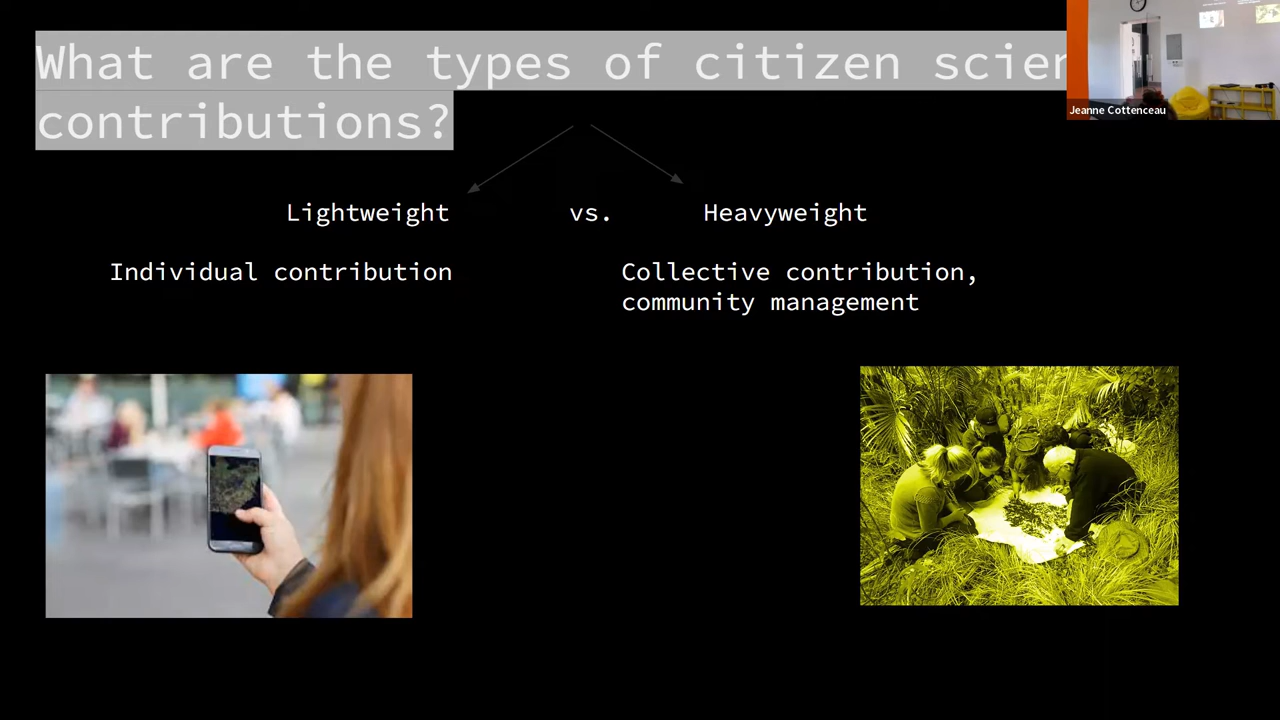 What are the types of citizen scien
contributions?
Jeanne Cottenceau
Lightweight vs. Heavyweight
Individual contribution
Collective contribution,
community management